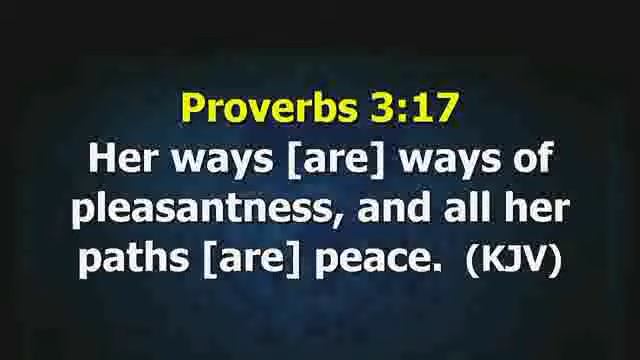 Proverbs 3:17
Her ways [are] ways of
pleasantness, and all her
paths [are] peace. (KJV)